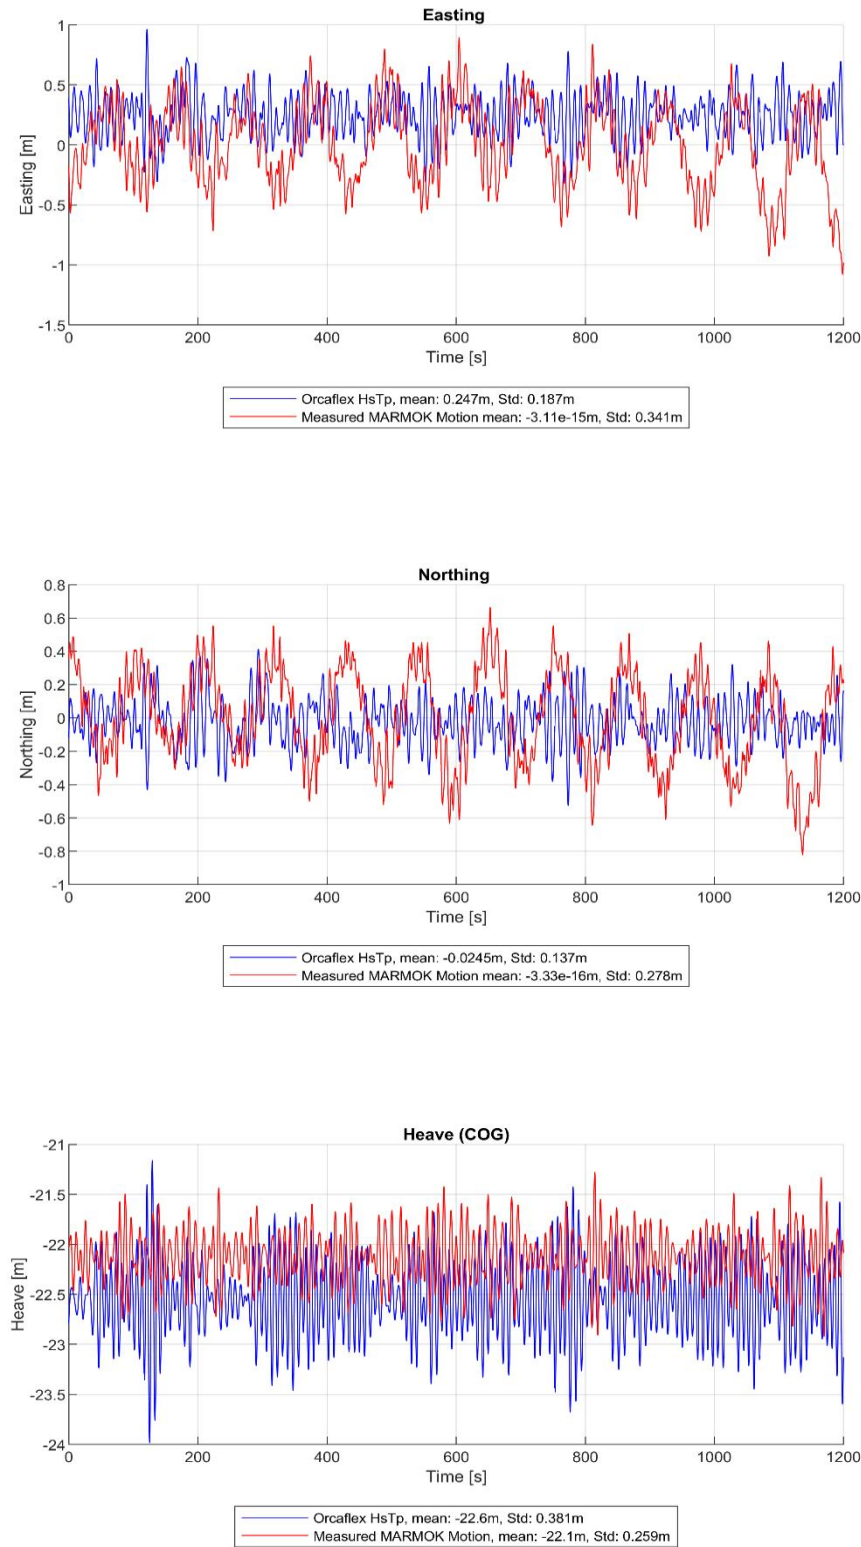 Easting
1
0.5
0
-0.5
-1
-1.5
Easting [m]
0 200 400 600 800 1000 1200
Time [s]
Orcaflex HsTp, mean: 0.247m, Std: 0.187m
Measured MARMOK Motion mean: -3.11e-15m, Std: 0.341m
Northing
0.8
0.6
0.4
0.2
0
-0.2
-0.4
-0.6
-0.8
-1
Northing [m]
0 200 400 600 800 1000 1200
Time [s]
Orcaflex HsTp, mean: -0.0245m, Std: 0.137m
Measured MARMOK Motion mean: -3.33e-16m, Std: 0.278m
Heave (COG)
-21
-21.5
-22
-22.5
-23
-23.5
-24
Heave [m]
0 200 400 600 800 1000 1200
Time [s]
Orcaflex HsTp, mean: -22.6m, Std: 0.381m
Measured MARMOK Motion, mean: -22.1m, Std: 0.259m